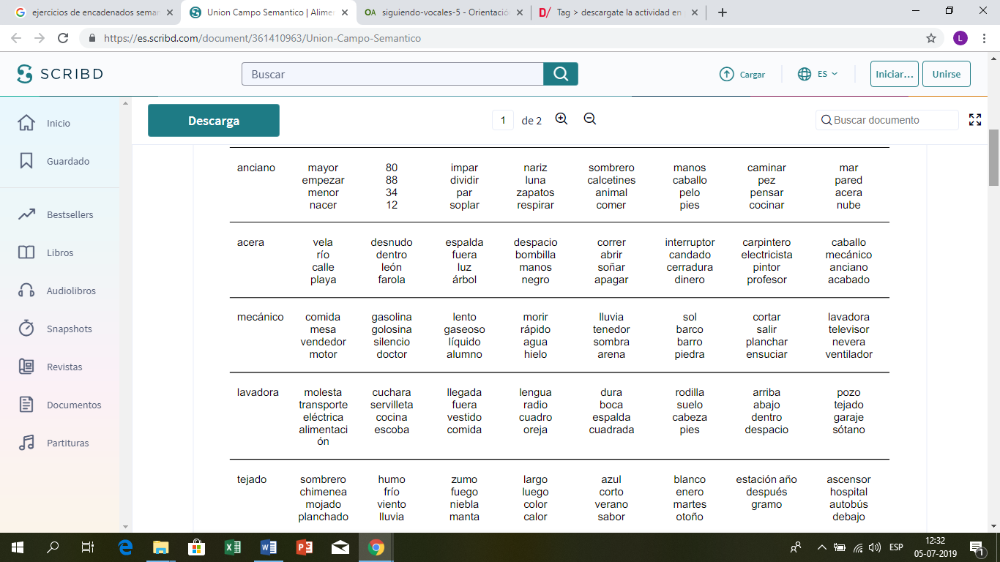 ejercicios de encadenados seman
Union Campo Semantico | Alimen
siguiendo-vocales-5 - Orientació
Tag > descargate la actividad en
https://es.scribd.com/document/361410963/Union-Campo-Semantico
L
SCRIBD
Buscar
Cargar
ES
Iniciar...
Unirse
Inicio
Guardado
Bestsellers
Libros
Audiolibros
Snapshots
Revistas
Documentos
Partituras
Descarga
1 de 2
Buscar documento
anciano mayor 80 impar nariz sombrero manos caminar mar
empezar 88 dividir luna calcetines caballo pez pared
menor 34 par zapatos animal pelo pensar acera
nacer 12 soplar respirar comer pies cocinar nube
acera vela desnudo espalda despacio correr interruptor carpintero caballo
río dentro fuera bombilla abrir candado electricista mecánico
calle león luz manos soñar cerradura pintor anciano
playa farola árbol negro apagar dinero profesor acabado
mecánico comida gasolina lento morir lluvia sol cortar lavadora
mesa golosina gaseoso rápido tenedor barco salir televisor
vendedor silencio líquido agua sombra barro planchar nevera
motor doctor alumno hielo arena piedra ensuciar ventilador
lavadora molesta cuchara llegada lengua dura rodilla arriba pozo
transporte servilleta fuera radio boca suelo abajo tejado
eléctrica cocina vestido cuadro espalda cabeza dentro garaje
alimentaci escoba comida oreja cuadrada pies despacio sótano
ón
tejado sombrero humo zumo largo azul blanco estación año ascensor
chimenea frío fuego luego corto enero después hospital
mojado viento niebla color verano martes gramo autobús
planchado lluvia manta calor sabor otoño debajo
ESP
12:32
05-07-2019
1